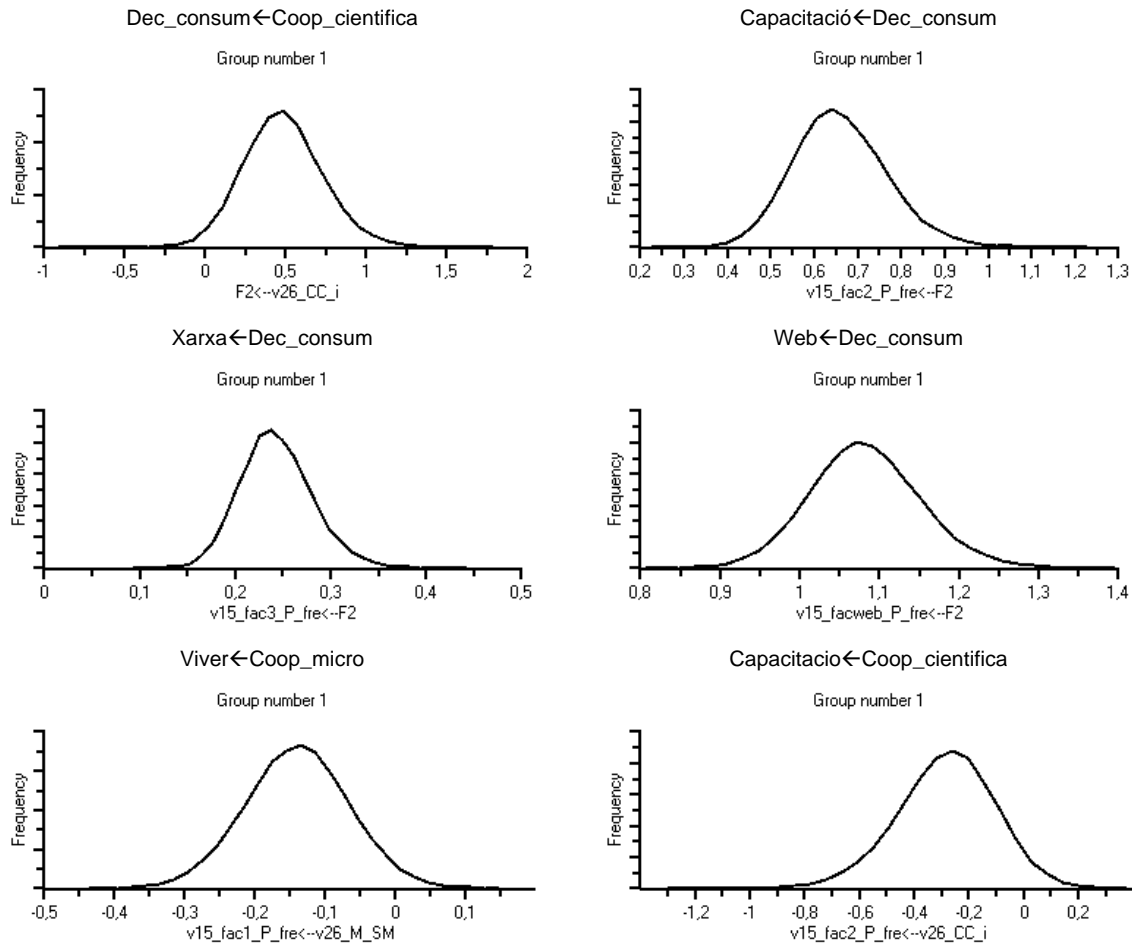 Dec_consum←Coop_cientifica
Group number 1
Frequency
-1 -0,5 0 0,5 1 1,5 2
F2<--v26_CC_i
Capacitació←Dec_consum
Group number 1
Frequency
0,2 0,3 0,4 0,5 0,6 0,7 0,8 0,9 1 1,1 1,2 1,3
v15_fac2_P_fre<--F2
Xarxa←Dec_consum
Group number 1
Frequency
0 0,1 0,2 0,3 0,4 0,5
v15_fac3_P_fre<--F2
Web←Dec_consum
Group number 1
Frequency
0,8 0,9 1 1,1 1,2 1,3 1,4
v15_facweb_P_fre<--F2
Viver←Coop_micro
Group number 1
Frequency
-0,5 -0,4 -0,3 -0,2 -0,1 0 0,1
v15_fac1_P_fre<--v26_M_SM
Capacitacio←Coop_cientifica
Group number 1
Frequency
-1,2 -1 -0,8 -0,6 -0,4 -0,2 0 0,2
v15_fac2_P_fre<--v26_CC_i